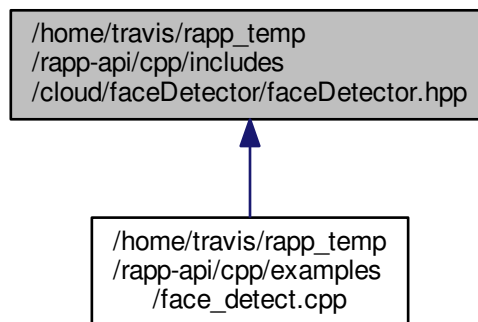 /home/travis/rapp_temp
/rapp-api/cpp/includes
/cloud/faceDetector/faceDetector.hpp
/home/travis/rapp_temp
/rapp-api/cpp/examples
/face_detect.cpp